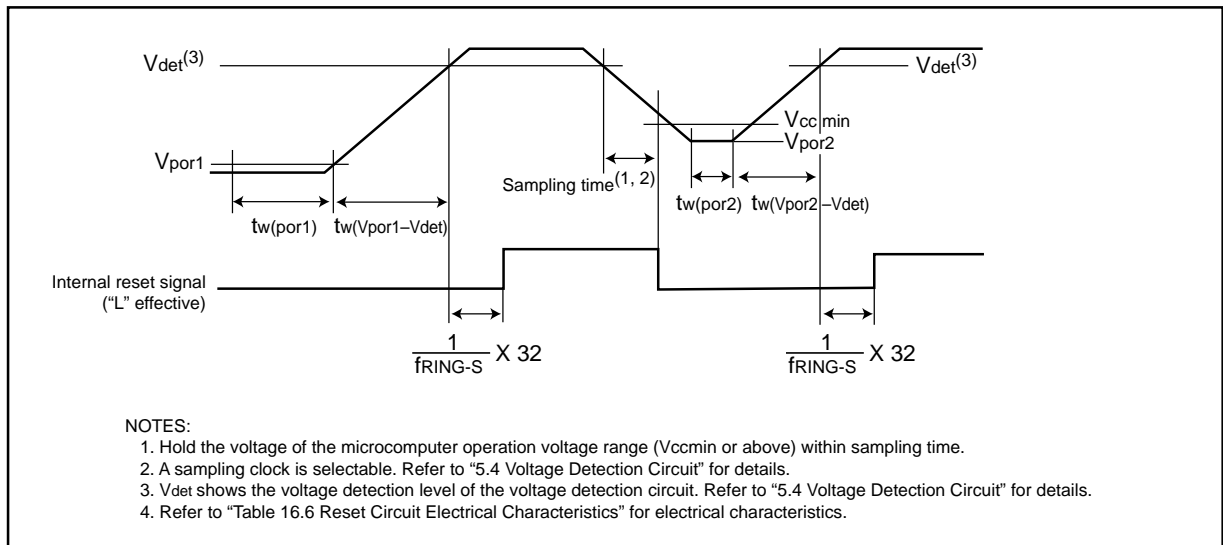 Vdet(3)
Vdet(3)
Vcc min
Vpor2
Vpor1
Sampling time(1, 2)
tw(por1)
tw(Vpor1–Vdet)
tw(por2)
tw(Vpor2–Vdet)
Internal reset signal
(“L” effective)
1
fRING-S
X 32
1
fRING-S
X 32
NOTES:
1. Hold the voltage of the microcomputer operation voltage range (Vccmin or above) within sampling time.
2. A sampling clock is selectable. Refer to “5.4 Voltage Detection Circuit” for details.
3. Vdet shows the voltage detection level of the voltage detection circuit. Refer to “5.4 Voltage Detection Circuit” for details.
4. Refer to “Table 16.6 Reset Circuit Electrical Characteristics” for electrical characteristics.